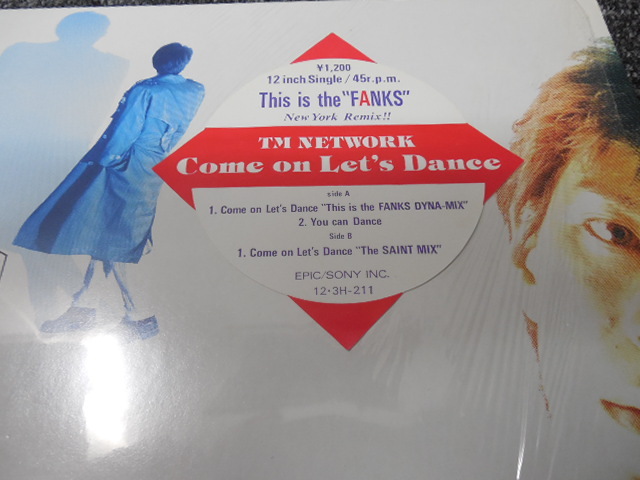 ¥1,200
12 inch Single / 45r.p.m.
This is the "FANKS"
New York Remix!!
TM NETWORK
Come on Let's Dance
side A
1. Come on Let's Dance "This is the FANKS DYNA-MIX"
2. You can Dance
Side B
1. Come on Let's Dance "The SAINT MIX"
EPIC/SONY INC.
12・3H-211